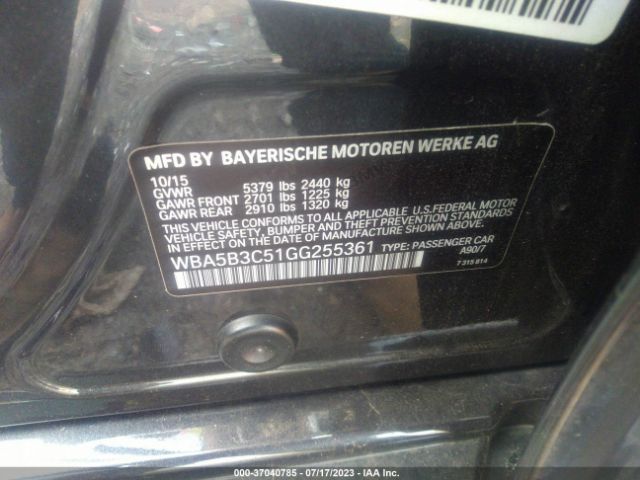 MFD BY BAYERISCHE MOTOREN WERKE AG
10/15
GVWR 5379 lbs 2440 kg
GAWR FRONT 2701 lbs 1225 kg
GAWR REAR 2910 lbs 1320 kg
THIS VEHICLE CONFORMS TO ALL APPLICABLE U.S.FEDERAL MOTOR
VEHICLE SAFETY, BUMPER, AND THEFT PREVENTION STANDARDS
IN EFFECT ON THE DATE OF MANUFACTURE SHOWN ABOVE.
WBA5B3C51GG255361 TYPE: PASSENGER CAR
A90/7
7 315 814
000-37040785 - 07/17/2023 - IAA Inc.